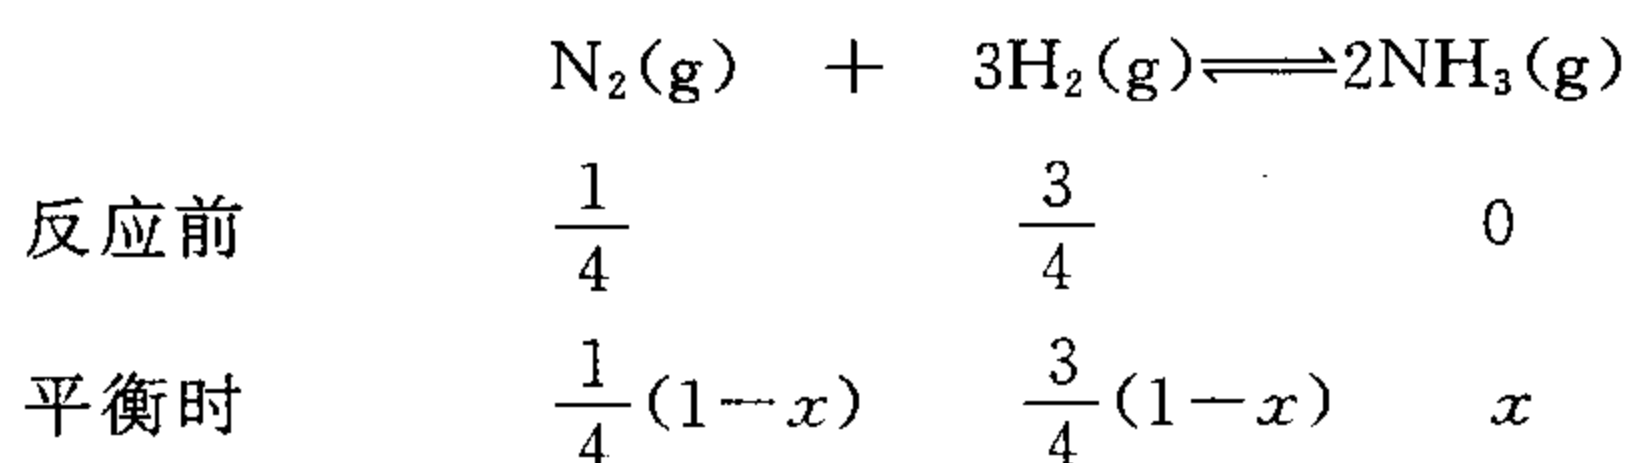 N₂(g) + 3H₂(g)⇌2NH₃(g)
反应前 1/4 3/4 0
平衡时 1/4(1－x) 3/4(1－x) x